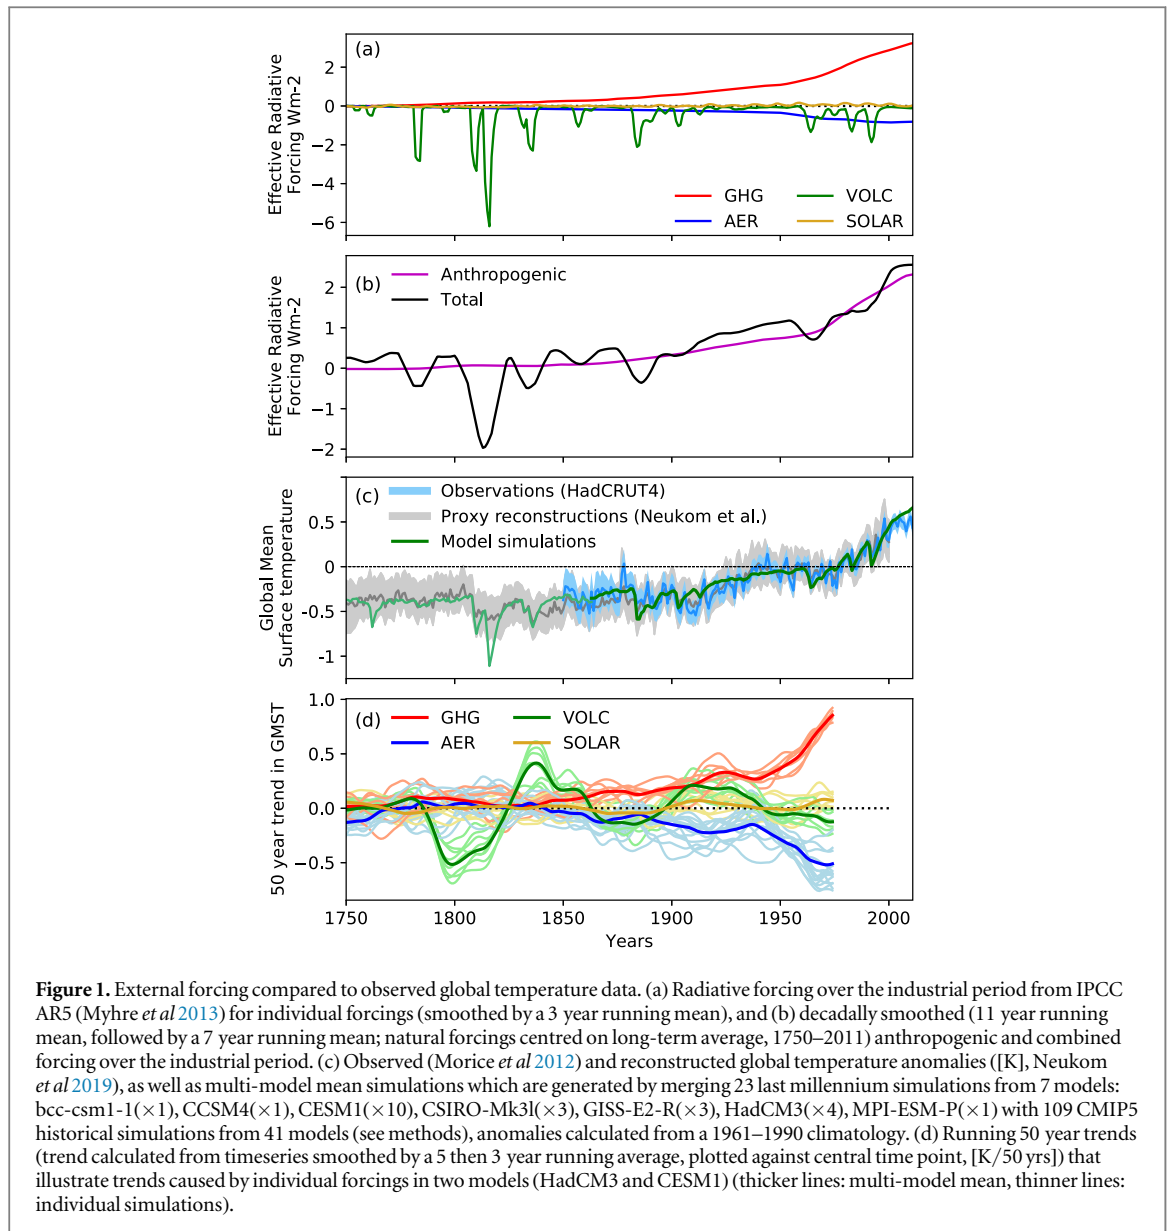 (a)
Effective Radiative
Forcing Wm-2
2
0
−2
−4
−6
GHG
VOLC
AER
SOLAR
(b)
Anthropogenic
Total
Effective Radiative
Forcing Wm-2
2
1
0
−1
−2
(c)
Observations (HadCRUT4)
Proxy reconstructions (Neukom et al.)
Model simulations
Global Mean
Surface temperature
0.5
0
-0.5
-1
(d)
GHG
VOLC
AER
SOLAR
50 year trend in GMST
1.0
0.5
0.0
−0.5
1750
1800
1850
1900
1950
2000
Years
Figure 1. External forcing compared to observed global temperature data. (a) Radiative forcing over the industrial period from IPCC
AR5 (Myhre et al 2013) for individual forcings (smoothed by a 3 year running mean), and (b) decadally smoothed (11 year running
mean, followed by a 7 year running mean; natural forcings centred on long-term average, 1750–2011) anthropogenic and combined
forcing over the industrial period. (c) Observed (Morice et al 2012) and reconstructed global temperature anomalies ([K], Neukom
et al 2019), as well as multi-model mean simulations which are generated by merging 23 last millennium simulations from 7 models:
bcc-csm1-1(×1), CCSM4(×1), CESM1(×10), CSIRO-Mk3l(×3), GISS-E2-R(×3), HadCM3(×4), MPI-ESM-P(×1) with 109 CMIP5
historical simulations from 41 models (see methods), anomalies calculated from a 1961–1990 climatology. (d) Running 50 year trends
(trend calculated from timeseries smoothed by a 5 then 3 year running average, plotted against central time point, [K/50 yrs]) that
illustrate trends caused by individual forcings in two models (HadCM3 and CESM1) (thicker lines: multi-model mean, thinner lines:
individual simulations).